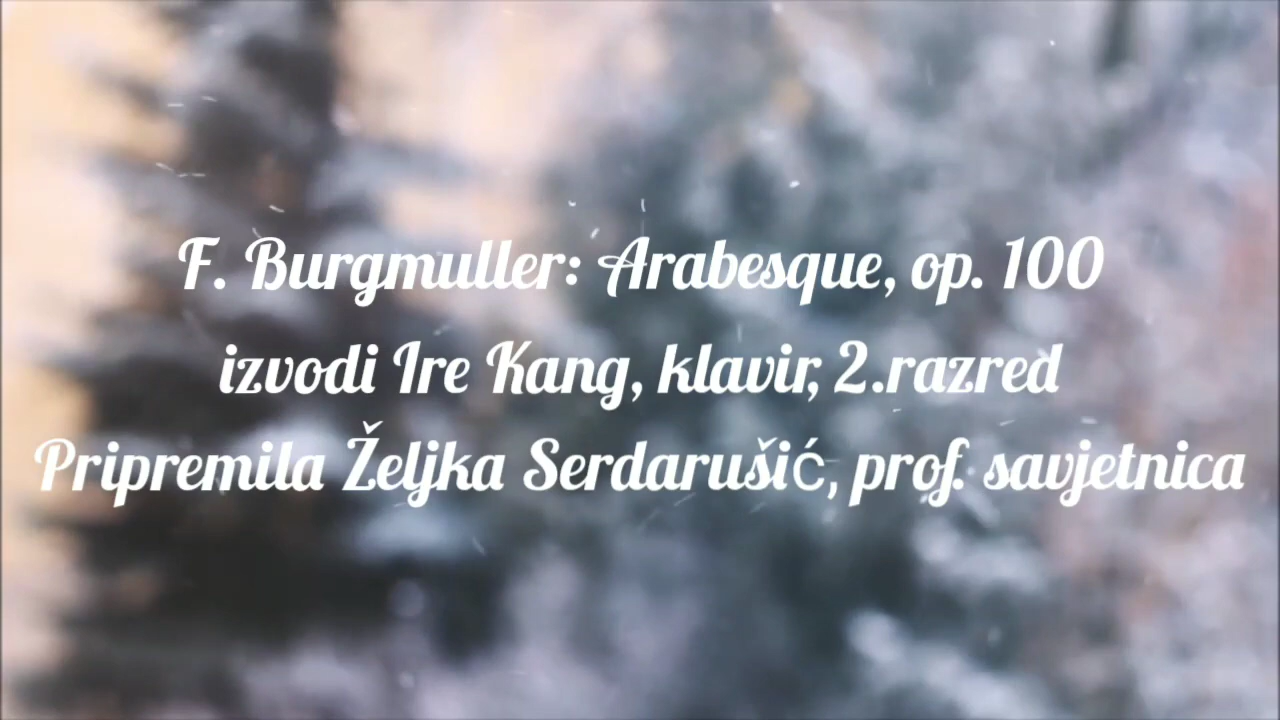 F. Burgmuller: Arabesque, op. 100
izvodi Ire Kang, klavir, 2.razred
Pripremila Željka Serdarušić, prof. savjetnica